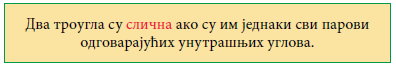 Два троугла су слична ако су им једнаки сви парови
одговарајућих унутрашњих углова.